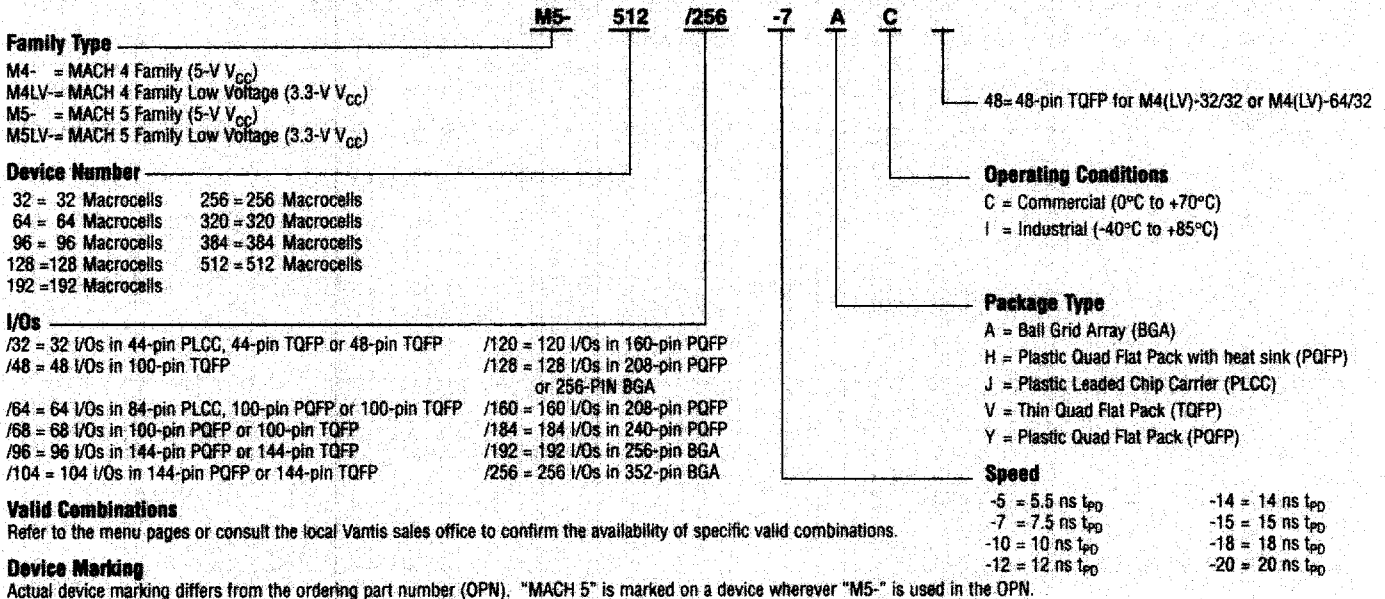 M5- 512 /256 -7 A C
Family Type
M4- = MACH 4 Family (5-V VCC)
M4LV-= MACH 4 Family Low Voltage (3.3-V VCC)
M5- = MACH 5 Family (5-V VCC)
M5LV-= MACH 5 Family Low Voltage (3.3-V VCC)
48=48-pin TQFP for M4(LV)-32/32 or M4(LV)-64/32
Device Number
32 = 32 Macrocells 256 = 256 Macrocells
64 = 64 Macrocells 320 = 320 Macrocells
96 = 96 Macrocells 384 = 384 Macrocells
128 =128 Macrocells 512 = 512 Macrocells
192 =192 Macrocells
Operating Conditions
C = Commercial (0°C to +70°C)
I = Industrial (-40°C to +85°C)
I/Os
/32 = 32 I/Os in 44-pin PLCC, 44-pin TQFP or 48-pin TQFP /120 = 120 I/Os in 160-pin PQFP
/48 = 48 I/Os in 100-pin TQFP /128 = 128 I/Os in 208-pin PQFP
or 256-PIN BGA
/64 = 64 I/Os in 84-pin PLCC, 100-pin PQFP or 100-pin TQFP /160 = 160 I/Os in 208-pin PQFP
/68 = 68 I/Os in 100-pin PQFP or 100-pin TQFP /184 = 184 I/Os in 240-pin PQFP
/96 = 96 I/Os in 144-pin PQFP or 144-pin TQFP /192 = 192 I/Os in 256-pin BGA
/104 = 104 I/Os in 144-pin PQFP or 144-pin TQFP /256 = 256 I/Os in 352-pin BGA
Package Type
A = Ball Grid Array (BGA)
H = Plastic Quad Flat Pack with heat sink (PQFP)
J = Plastic Leaded Chip Carrier (PLCC)
V = Thin Quad Flat Pack (TQFP)
Y = Plastic Quad Flat Pack (PQFP)
Speed
-5 = 5.5 ns tPD -14 = 14 ns tPD
-7 = 7.5 ns tPD -15 = 15 ns tPD
-10 = 10 ns tPD -18 = 18 ns tPD
-12 = 12 ns tPD -20 = 20 ns tPD
Valid Combinations
Refer to the menu pages or consult the local Vantis sales office to confirm the availability of specific valid combinations.
Device Marking
Actual device marking differs from the ordering part number (OPN). "MACH 5" is marked on a device wherever "M5-" is used in the OPN.